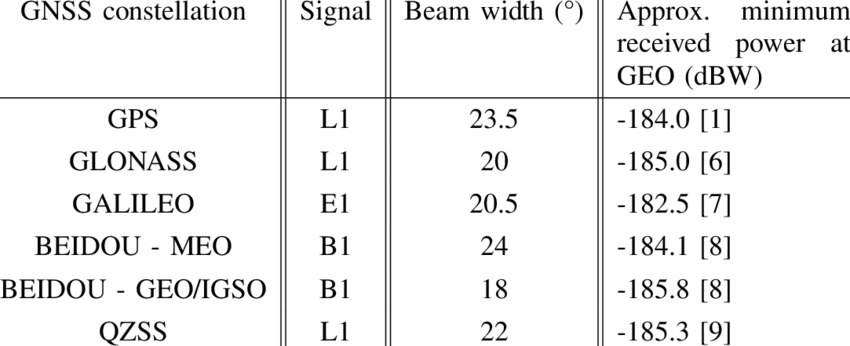 GNSS constellation Signal Beam width (°) Approx. minimum
received power at
GEO (dBW)
GPS L1 23.5 -184.0 [1]
GLONASS L1 20 -185.0 [6]
GALILEO E1 20.5 -182.5 [7]
BEIDOU - MEO B1 24 -184.1 [8]
BEIDOU - GEO/IGSO B1 18 -185.8 [8]
QZSS L1 22 -185.3 [9]